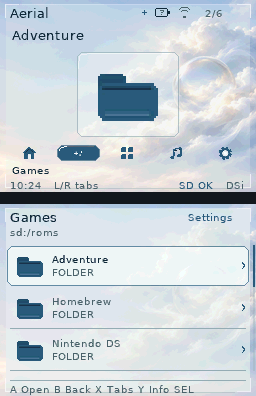 Aerial + 2/6
Adventure
Games
10:24 L/R tabs SD OK DSi
Games Settings
sd:/roms
Adventure
FOLDER
Homebrew
FOLDER
Nintendo DS
FOLDER
A Open B Back X Tabs Y Info SEL